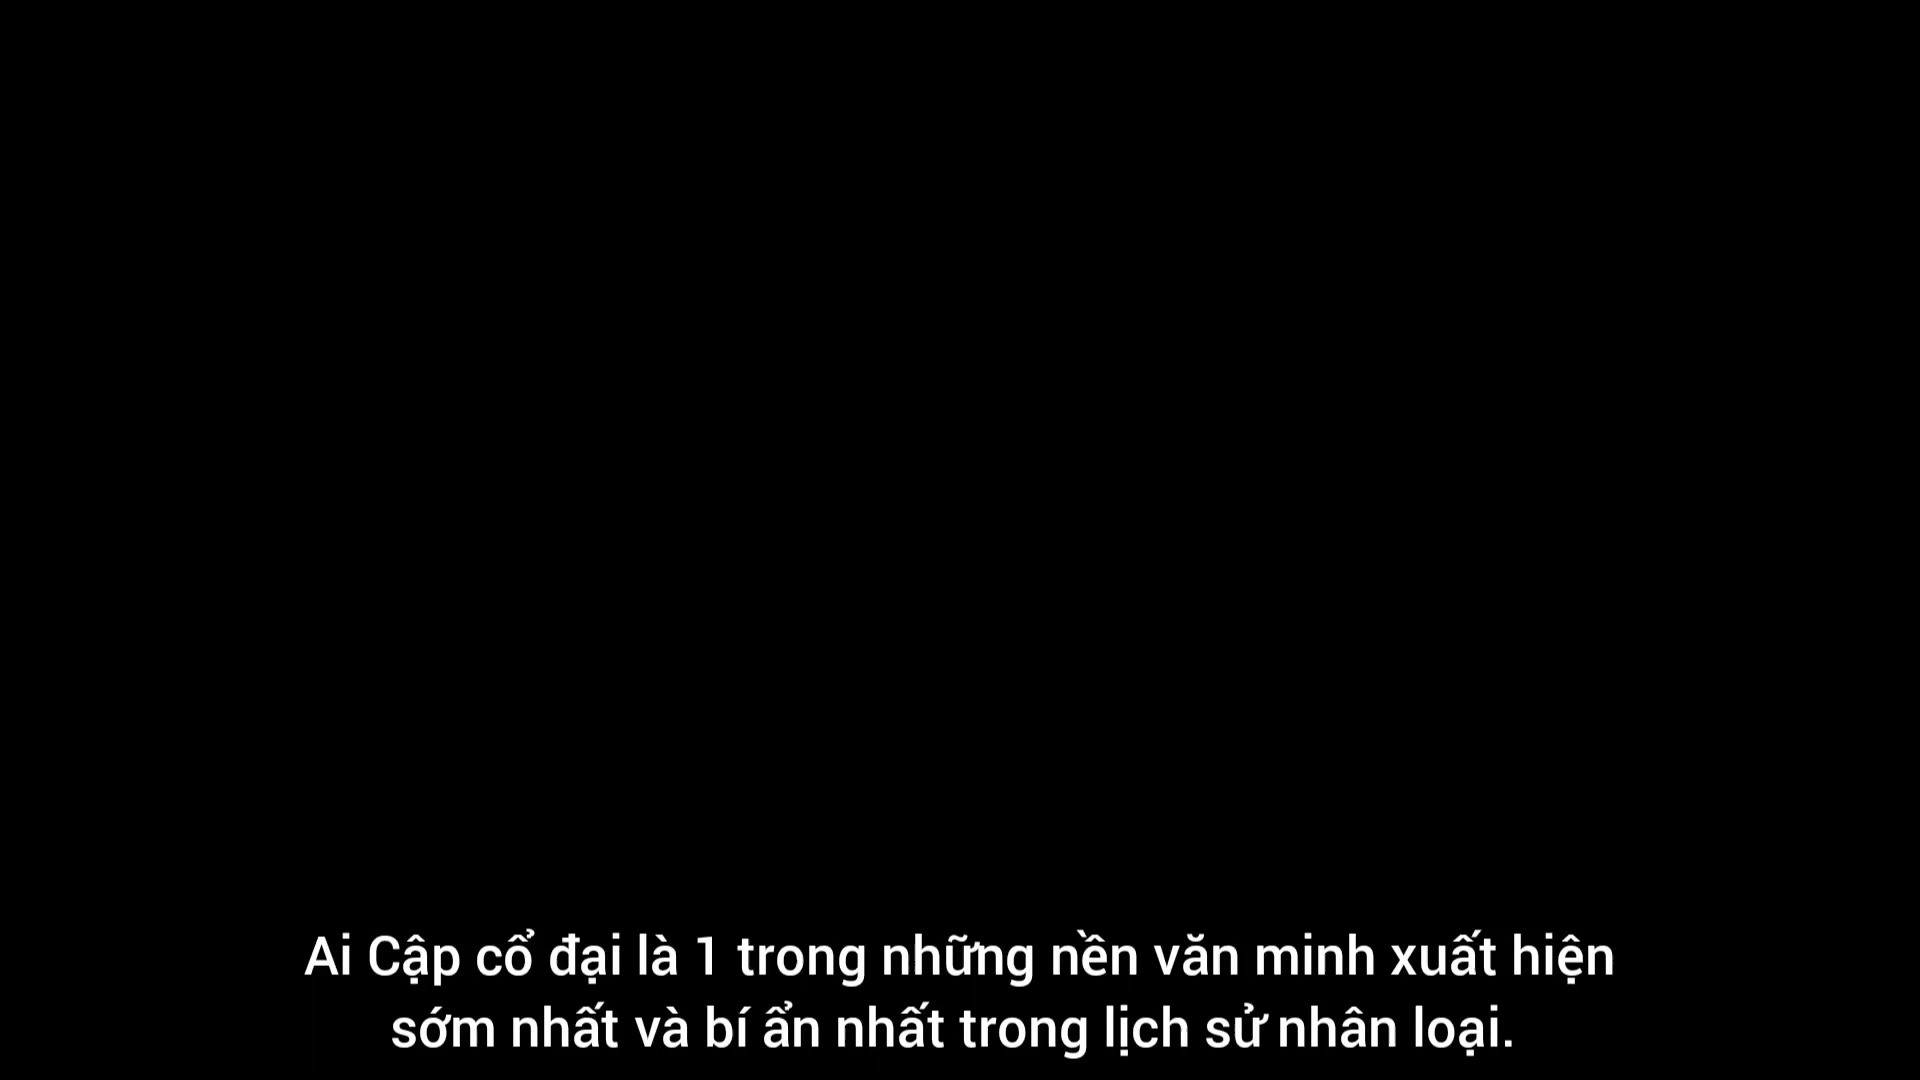 Ai Cập cổ đại là 1 trong những nền văn minh xuất hiện
sớm nhất và bí ẩn nhất trong lịch sử nhân loại.